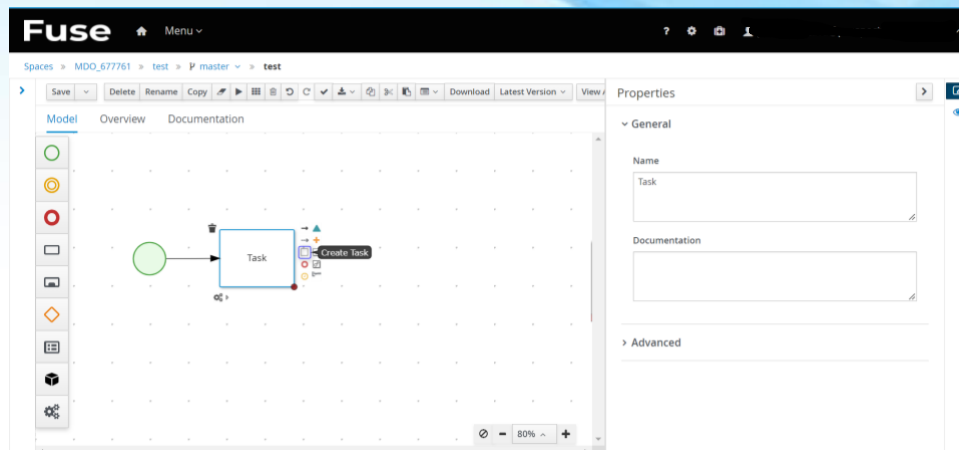 Fuse Menu ?
Spaces » MDO_677761 » test » master » test
Save Delete Rename Copy Download Latest Version View
Properties
Model Overview Documentation
General
Name
Task
Documentation
Task
Create Task
Advanced
80%